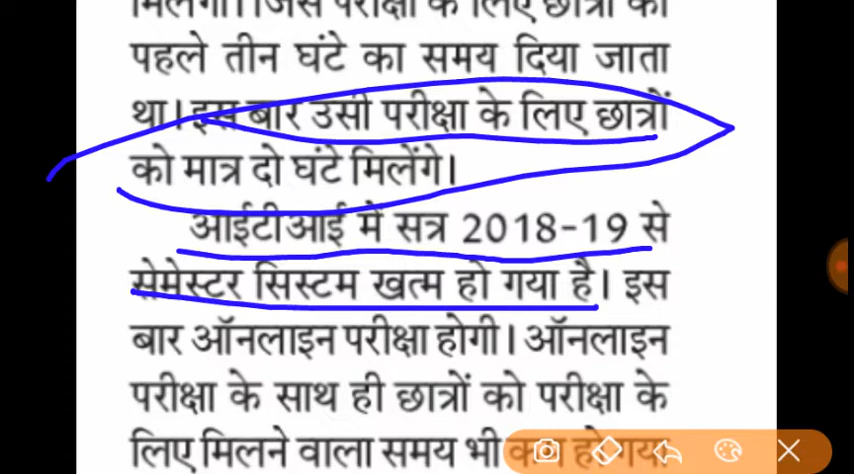 मिलेगा। जिस परीक्षा के लिए छात्रों को
पहले तीन घंटे का समय दिया जाता
था। इस बार उसी परीक्षा के लिए छात्रों
को मात्र दो घंटे मिलेंगे।
आईटीआई में सत्र 2018-19 से
सेमेस्टर सिस्टम खत्म हो गया है। इस
बार ऑनलाइन परीक्षा होगी। ऑनलाइन
परीक्षा के साथ ही छात्रों को परीक्षा के
लिए मिलने वाला समय भी